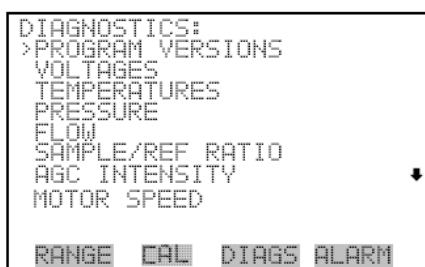 DIAGNOSTICS:
>PROGRAM VERSIONS
VOLTAGES
TEMPERATURES
PRESSURE
FLOW
SAMPLE/REF RATIO
AGC INTENSITY
MOTOR SPEED
RANGE CAL DIAGS ALARM